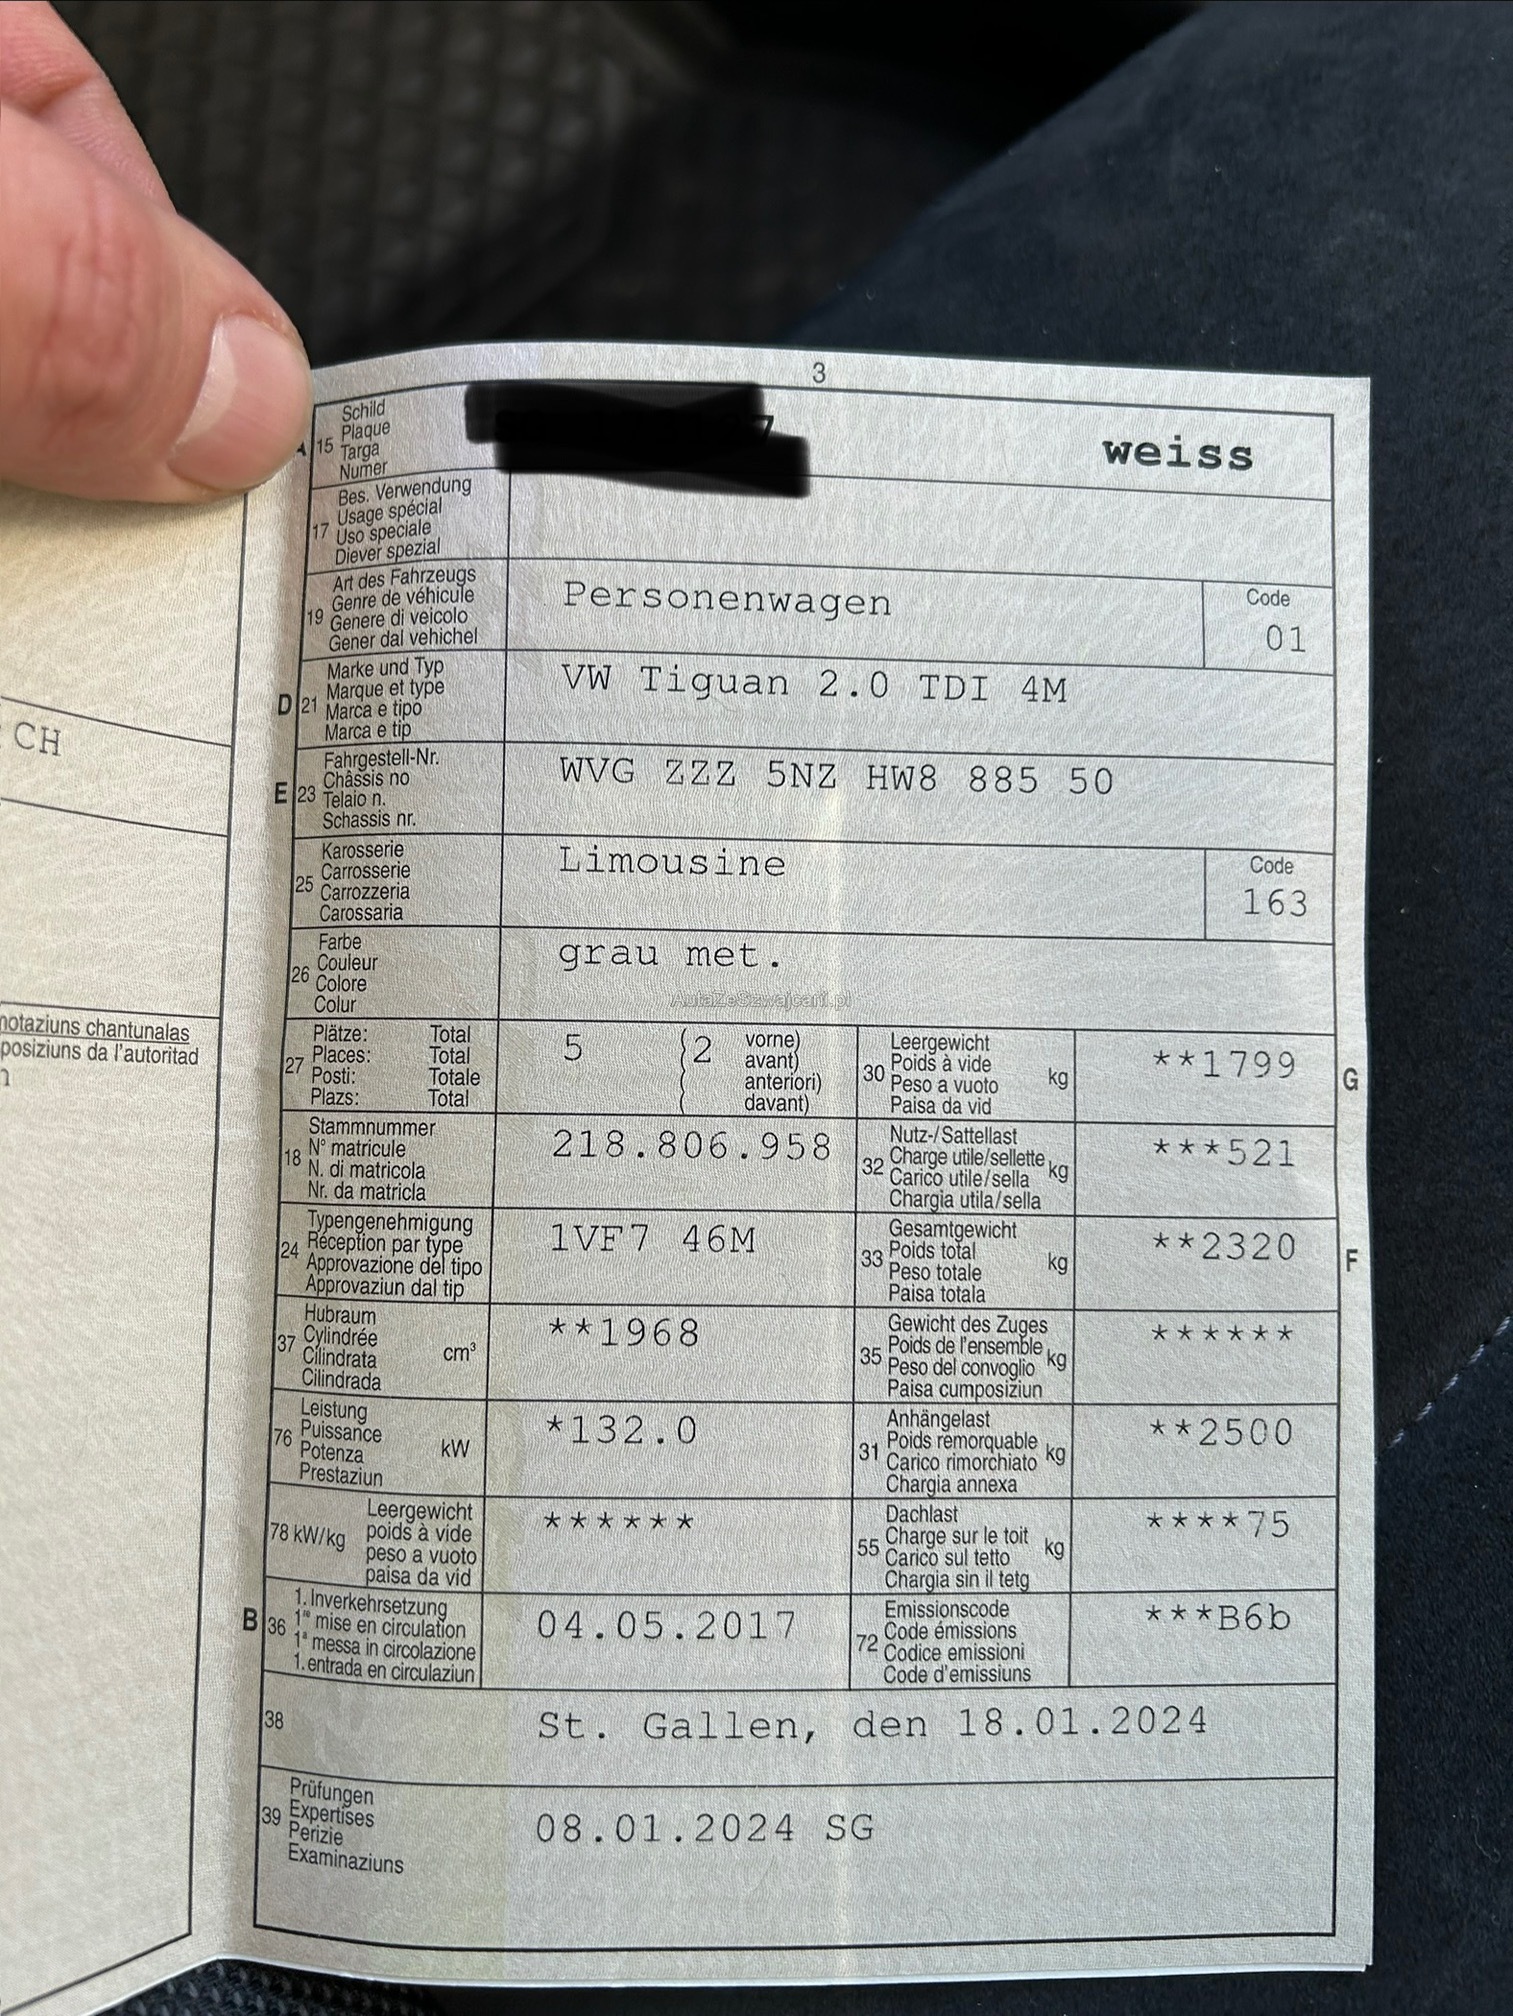 3
A 15 Schild
Plaque
Targa
Numer
weiss
17 Bes. Verwendung
Usage spécial
Uso speciale
Diever spezial
19 Art des Fahrzeugs
Genre de véhicule
Genere di veicolo
Gener dal vehichel
Personenwagen
Code
01
D 21 Marke und Typ
Marque et type
Marca e tipo
Marca e tip
VW Tiguan 2.0 TDI 4M
E 23 Fahrgestell-Nr.
Châssis no
Telaio n.
Schassis nr.
WVG ZZZ 5NZ HW8 885 50
25 Karosserie
Carrosserie
Carrozzeria
Carossaria
Limousine
Code
163
26 Farbe
Couleur
Colore
Colur
grau met.
AutaZeSzwajcarii.pl
27 Plätze: Total
Places: Total
Posti: Totale
Plazs: Total
5 (2 vorne)
avant)
anteriori)
( davant)
30 Leergewicht
Poids à vide
Peso a vuoto kg
Paisa da vid
**1799
G
18 Stammnummer
N° matricule
N. di matricola
Nr. da matricla
218.806.958
32 Nutz-/Sattellast
Charge utile/sellette kg
Carico utile/sella
Chargia utila/sella
***521
24 Typengenehmigung
Réception par type
Approvazione del tipo
Approvaziun dal tip
1VF7 46M
33 Gesamtgewicht
Poids total kg
Peso totale
Paisa totala
**2320
F
37 Hubraum
Cylindrée cm³
Cilindrata
Cilindrada
**1968
35 Gewicht des Zuges
Poids de l'ensemble kg
Peso del convoglio
Paisa cumposiziun
******
76 Leistung
Puissance kW
Potenza
Prestaziun
*132.0
31 Anhängelast
Poids remorquable kg
Carico rimorchiato
Chargia annexa
**2500
78 kW/kg Leergewicht
poids à vide
peso a vuoto
paisa da vid
******
55 Dachlast
Charge sur le toit kg
Carico sul tetto
Chargia sin il tetg
****75
B 36 1. Inverkehrsetzung
1re mise en circulation
1a messa in circolazione
1. entrada en circulaziun
04.05.2017
72 Emissionscode
Code émissions
Codice emissioni
Code d'emissiuns
***B6b
38 St. Gallen, den 18.01.2024
39 Prüfungen
Expertises
Perizie
Examinaziuns
08.01.2024 SG
CH
notaziuns chantunalas
posiziuns da l'autoritad